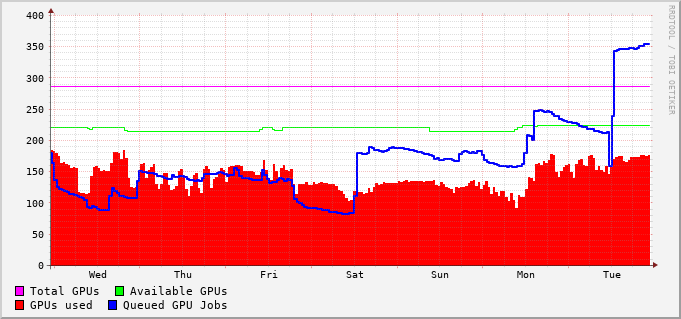 400
350
300
250
200
150
100
50
0
Wed Thu Fri Sat Sun Mon Tue
Total GPUs Available GPUs
GPUs used Queued GPU Jobs
RRDTOOL / TOBI OETIKER